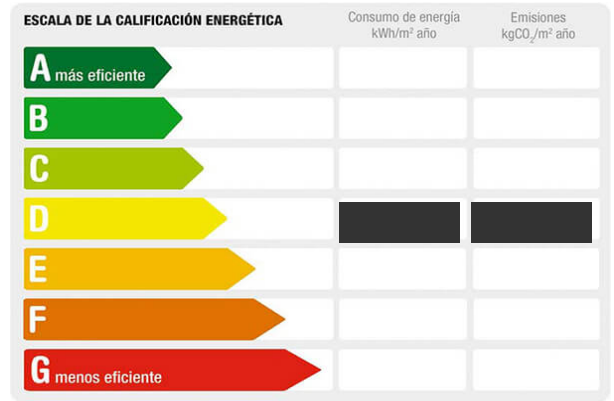 ESCALA DE LA CALIFICACIÓN ENERGÉTICA
Consumo de energía
kWh/m² año
Emisiones
kgCO₂/m² año
A más eficiente
B
C
D
E
F
G menos eficiente